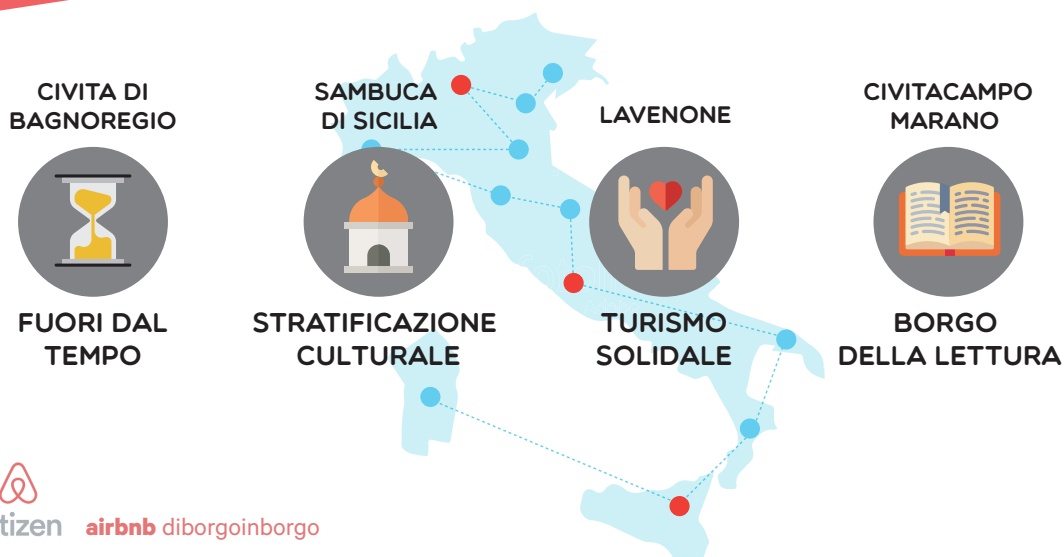 CIVITA DI
BAGNOREGIO
FUORI DAL
TEMPO
SAMBUCA
DI SICILIA
STRATIFICAZIONE
CULTURALE
LAVENONE
TURISMO
SOLIDALE
CIVITACAMPO
MARANO
BORGO
DELLA LETTURA
tizen airbnb diborgoinborgo